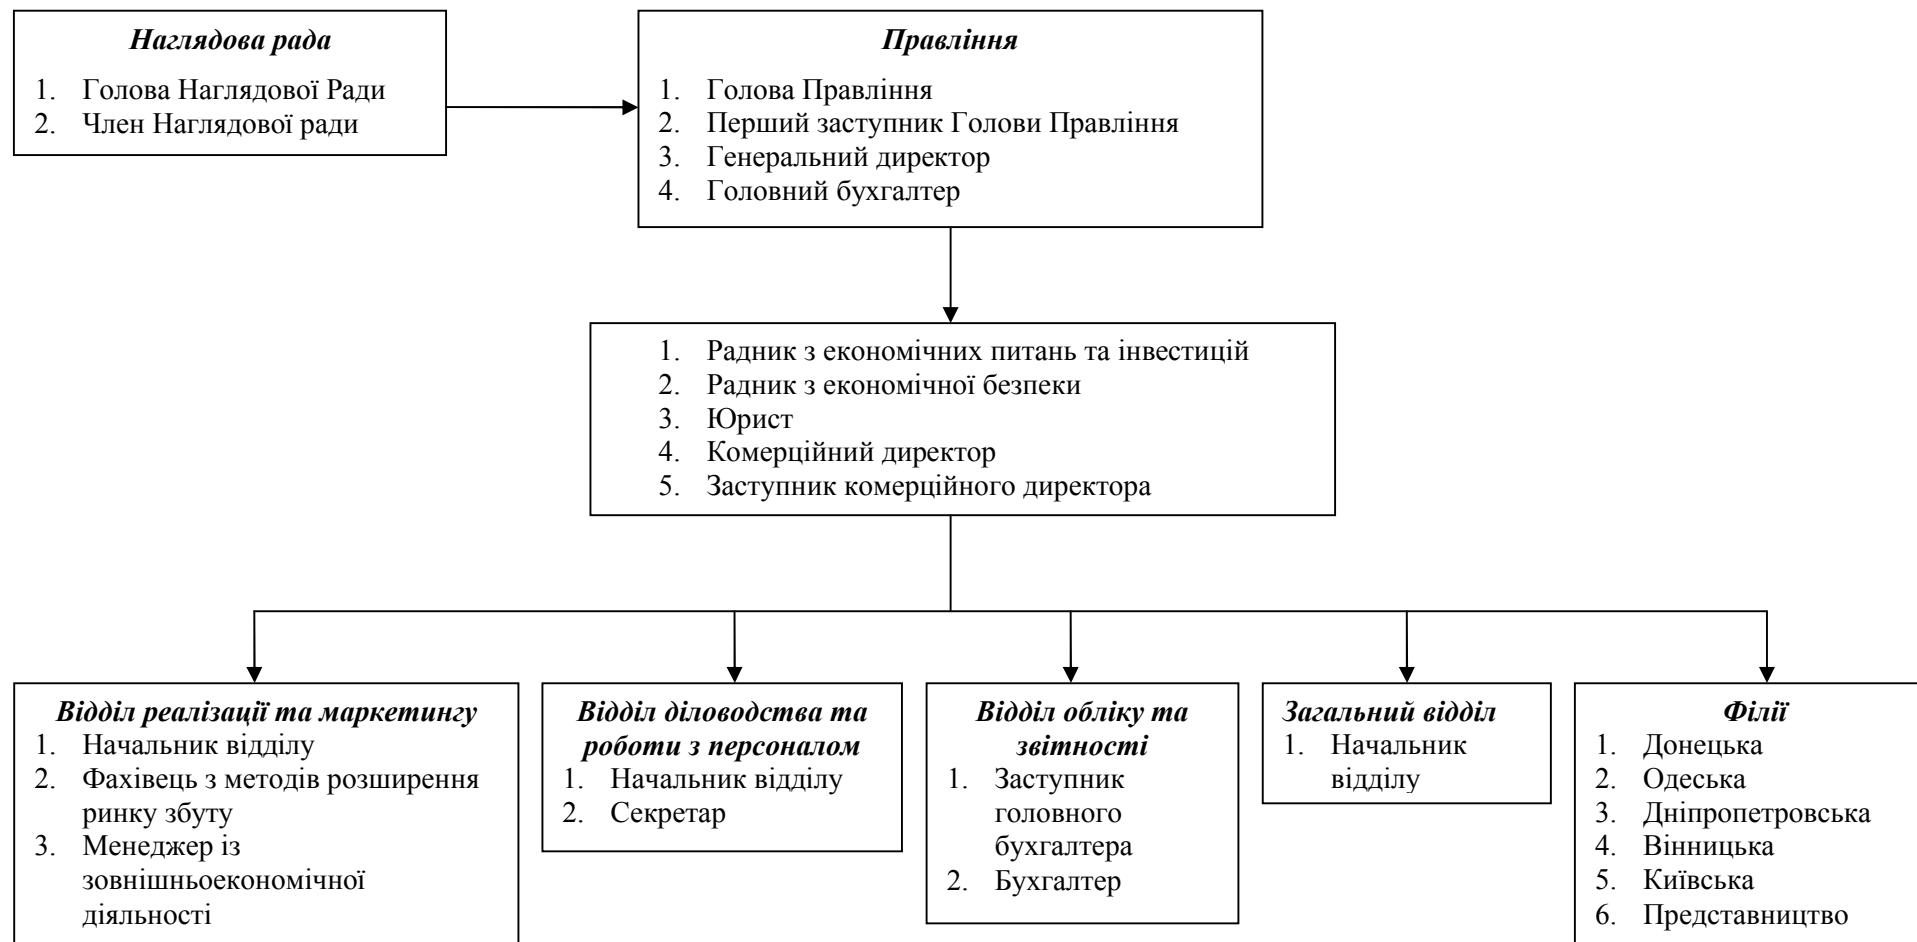 Наглядова рада
1. Голова Наглядової Ради
2. Член Наглядової ради
Правління
1. Голова Правління
2. Перший заступник Голови Правління
3. Генеральний директор
4. Головний бухгалтер
1. Радник з економічних питань та інвестицій
2. Радник з економічної безпеки
3. Юрист
4. Комерційний директор
5. Заступник комерційного директора
Відділ реалізації та маркетингу
1. Начальник відділу
2. Фахівець з методів розширення
ринку збуту
3. Менеджер із
зовнішньоекономічної
діяльності
Відділ діловодства та
роботи з персоналом
1. Начальник відділу
2. Секретар
Відділ обліку та
звітності
1. Заступник
головного
бухгалтера
2. Бухгалтер
Загальний відділ
1. Начальник
відділу
Філії
1. Донецька
2. Одеська
3. Дніпропетровська
4. Вінницька
5. Київська
6. Представництво